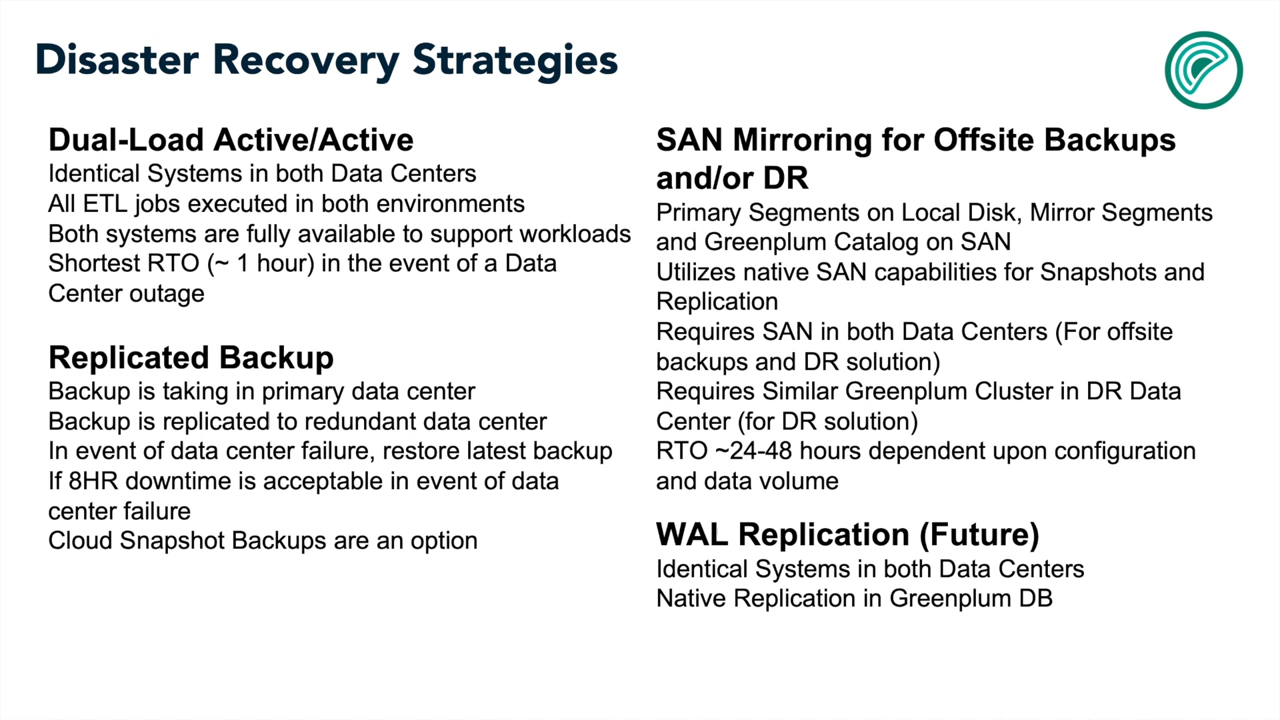 Disaster Recovery Strategies
Dual-Load Active/Active
Identical Systems in both Data Centers
All ETL jobs executed in both environments
Both systems are fully available to support workloads
Shortest RTO (~ 1 hour) in the event of a Data
Center outage
Replicated Backup
Backup is taking in primary data center
Backup is replicated to redundant data center
In event of data center failure, restore latest backup
If 8HR downtime is acceptable in event of data
center failure
Cloud Snapshot Backups are an option
SAN Mirroring for Offsite Backups
and/or DR
Primary Segments on Local Disk, Mirror Segments
and Greenplum Catalog on SAN
Utilizes native SAN capabilities for Snapshots and
Replication
Requires SAN in both Data Centers (For offsite
backups and DR solution)
Requires Similar Greenplum Cluster in DR Data
Center (for DR solution)
RTO ~24-48 hours dependent upon configuration
and data volume
WAL Replication (Future)
Identical Systems in both Data Centers
Native Replication in Greenplum DB